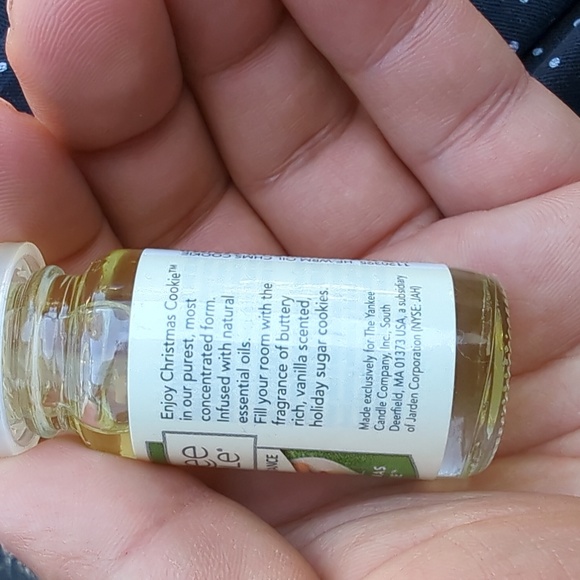 Enjoy Christmas Cookie™
in our purest, most
concentrated form.
Infused with natural
essential oils.
Fill your room with the
fragrance of buttery
rich, vanilla scented,
holiday sugar cookies.
Made exclusively for The Yankee
Candle Company, Inc., South
Deerfield, MA 01373 USA, a subsidiary
of Jarden Corporation (NYSE: JAH)